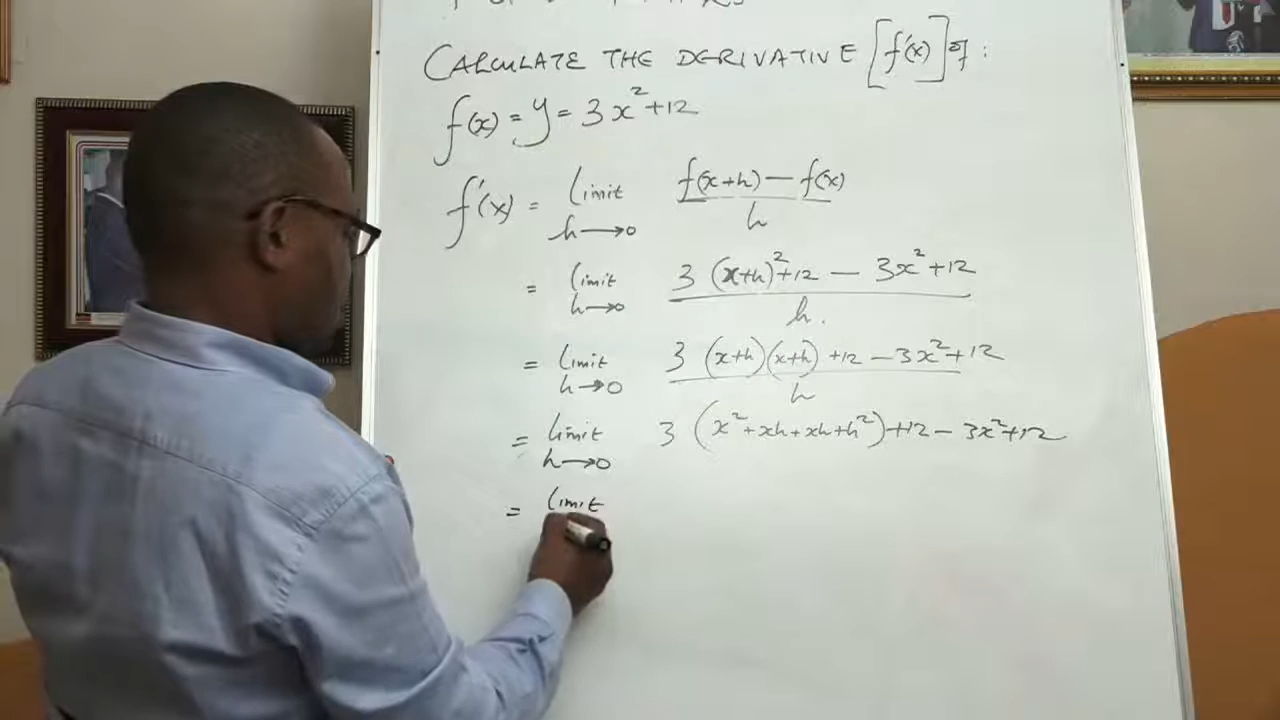 CALCULATE THE DERIVATIVE [f'(x)] of :
f(x) = y = 3x²+12
f'(x) = Limit f(x+h) − f(x)
h→0 h
= Limit 3 (x+h)²+12 − 3x²+12
h→0 h.
= Limit 3 (x+h)(x+h) +12 − 3x²+12
h→0 h
= Limit 3 (x²+xh+xh+h²)+12 − 3x²+12
h→0
= Limit